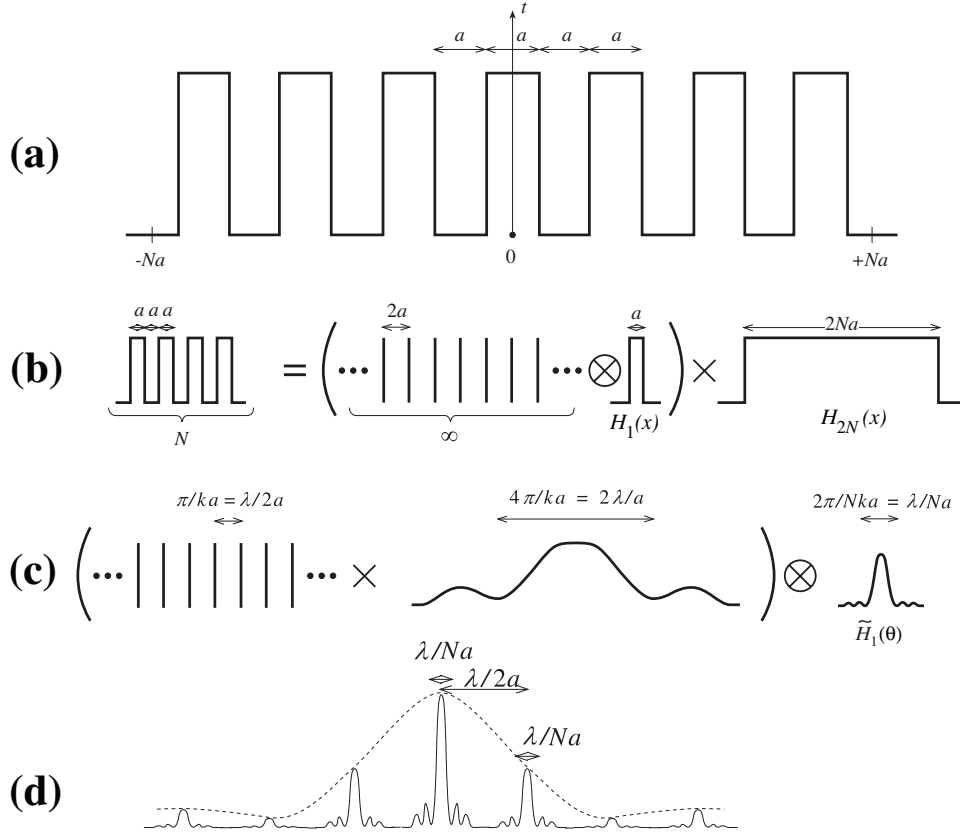 t
a a a a
(a)
-Na 0 +Na
a a a 2a a 2Na
(b) = ( ••• ••• ⊗ ) ×
N ∞ H₁(x) H₂N(x)
π/ka = λ/2a 4π/ka = 2λ/a 2π/Nka = λ/Na
(c) ( ••• ••• × ) ⊗
H̃₁(θ)
λ/Na
λ/2a
λ/Na
(d)